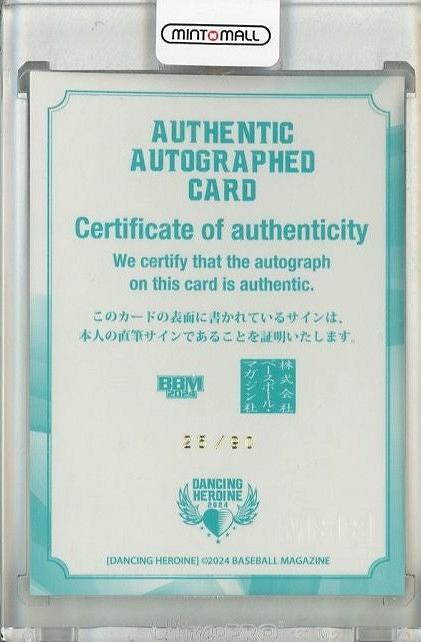 MINT MALL
AUTHENTIC
AUTOGRAPHED
CARD
Certificate of authenticity
We certify that the autograph
on this card is authentic.
このカードの表面に書かれているサインは、
本人の直筆サインであることを証明いたします。
BBM
2024
株式会社
ベースボール・
マガジン社
25/90
DANCING
HEROINE
2024
[DANCING HEROINE] ©2024 BASEBALL MAGAZINE